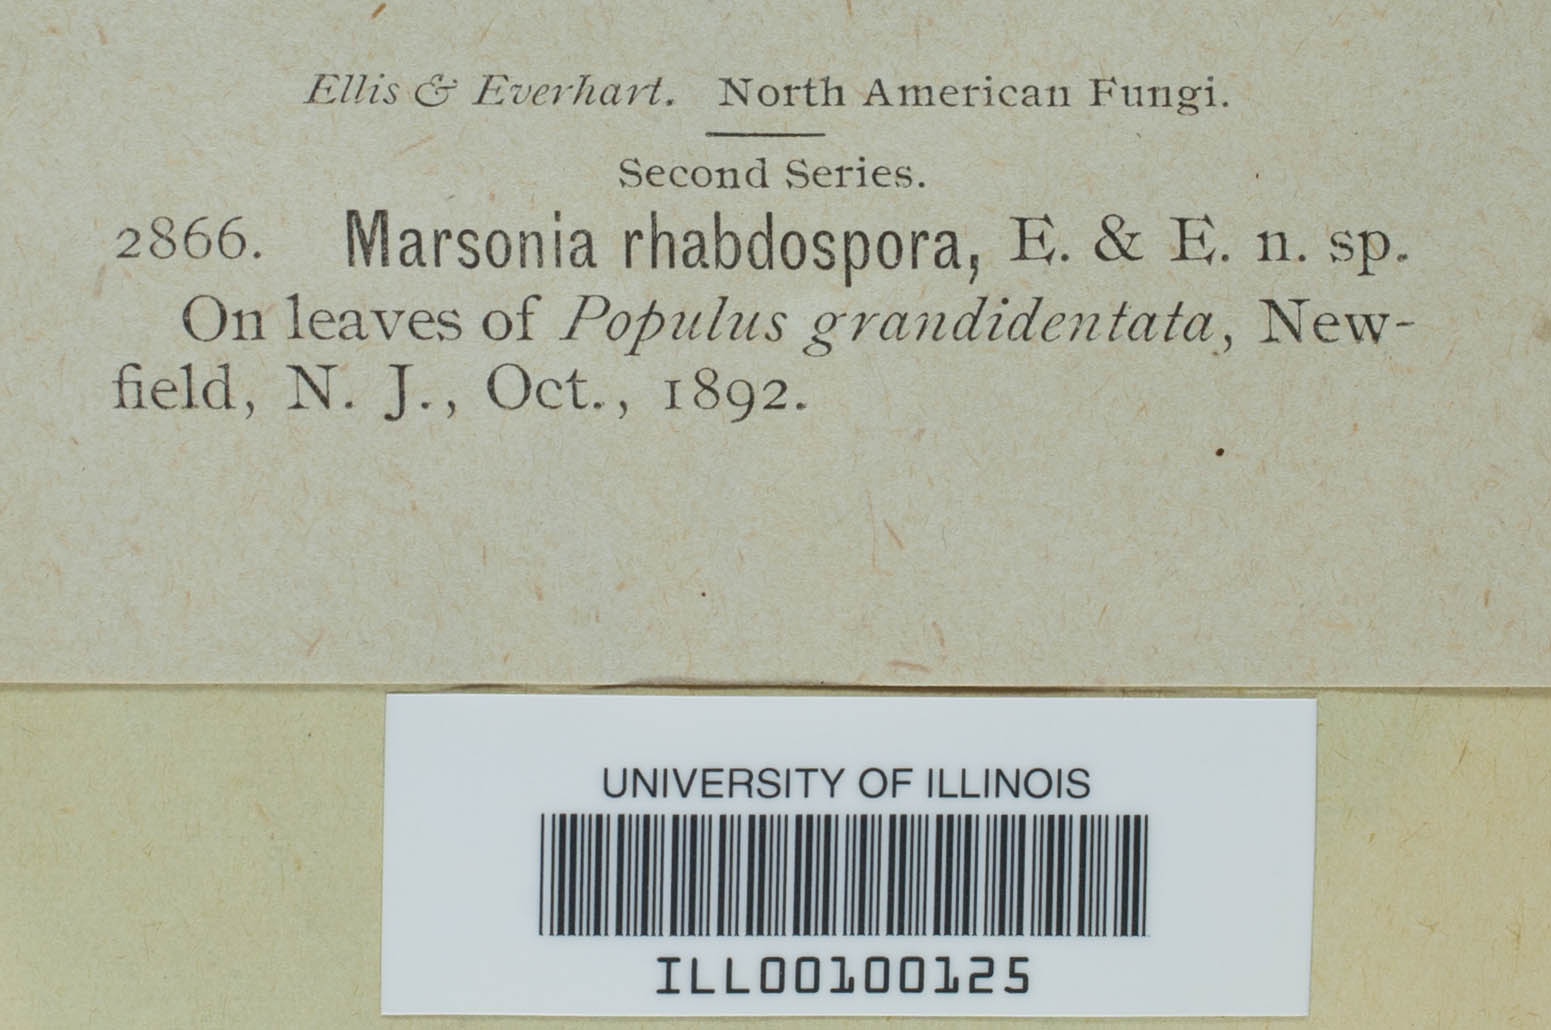 Ellis & Everhart. North American Fungi.
Second Series.
2866. Marsonia rhabdospora, E. & E. n. sp.
On leaves of Populus grandidentata, New-
field, N. J., Oct., 1892.
UNIVERSITY OF ILLINOIS
ILL00100125